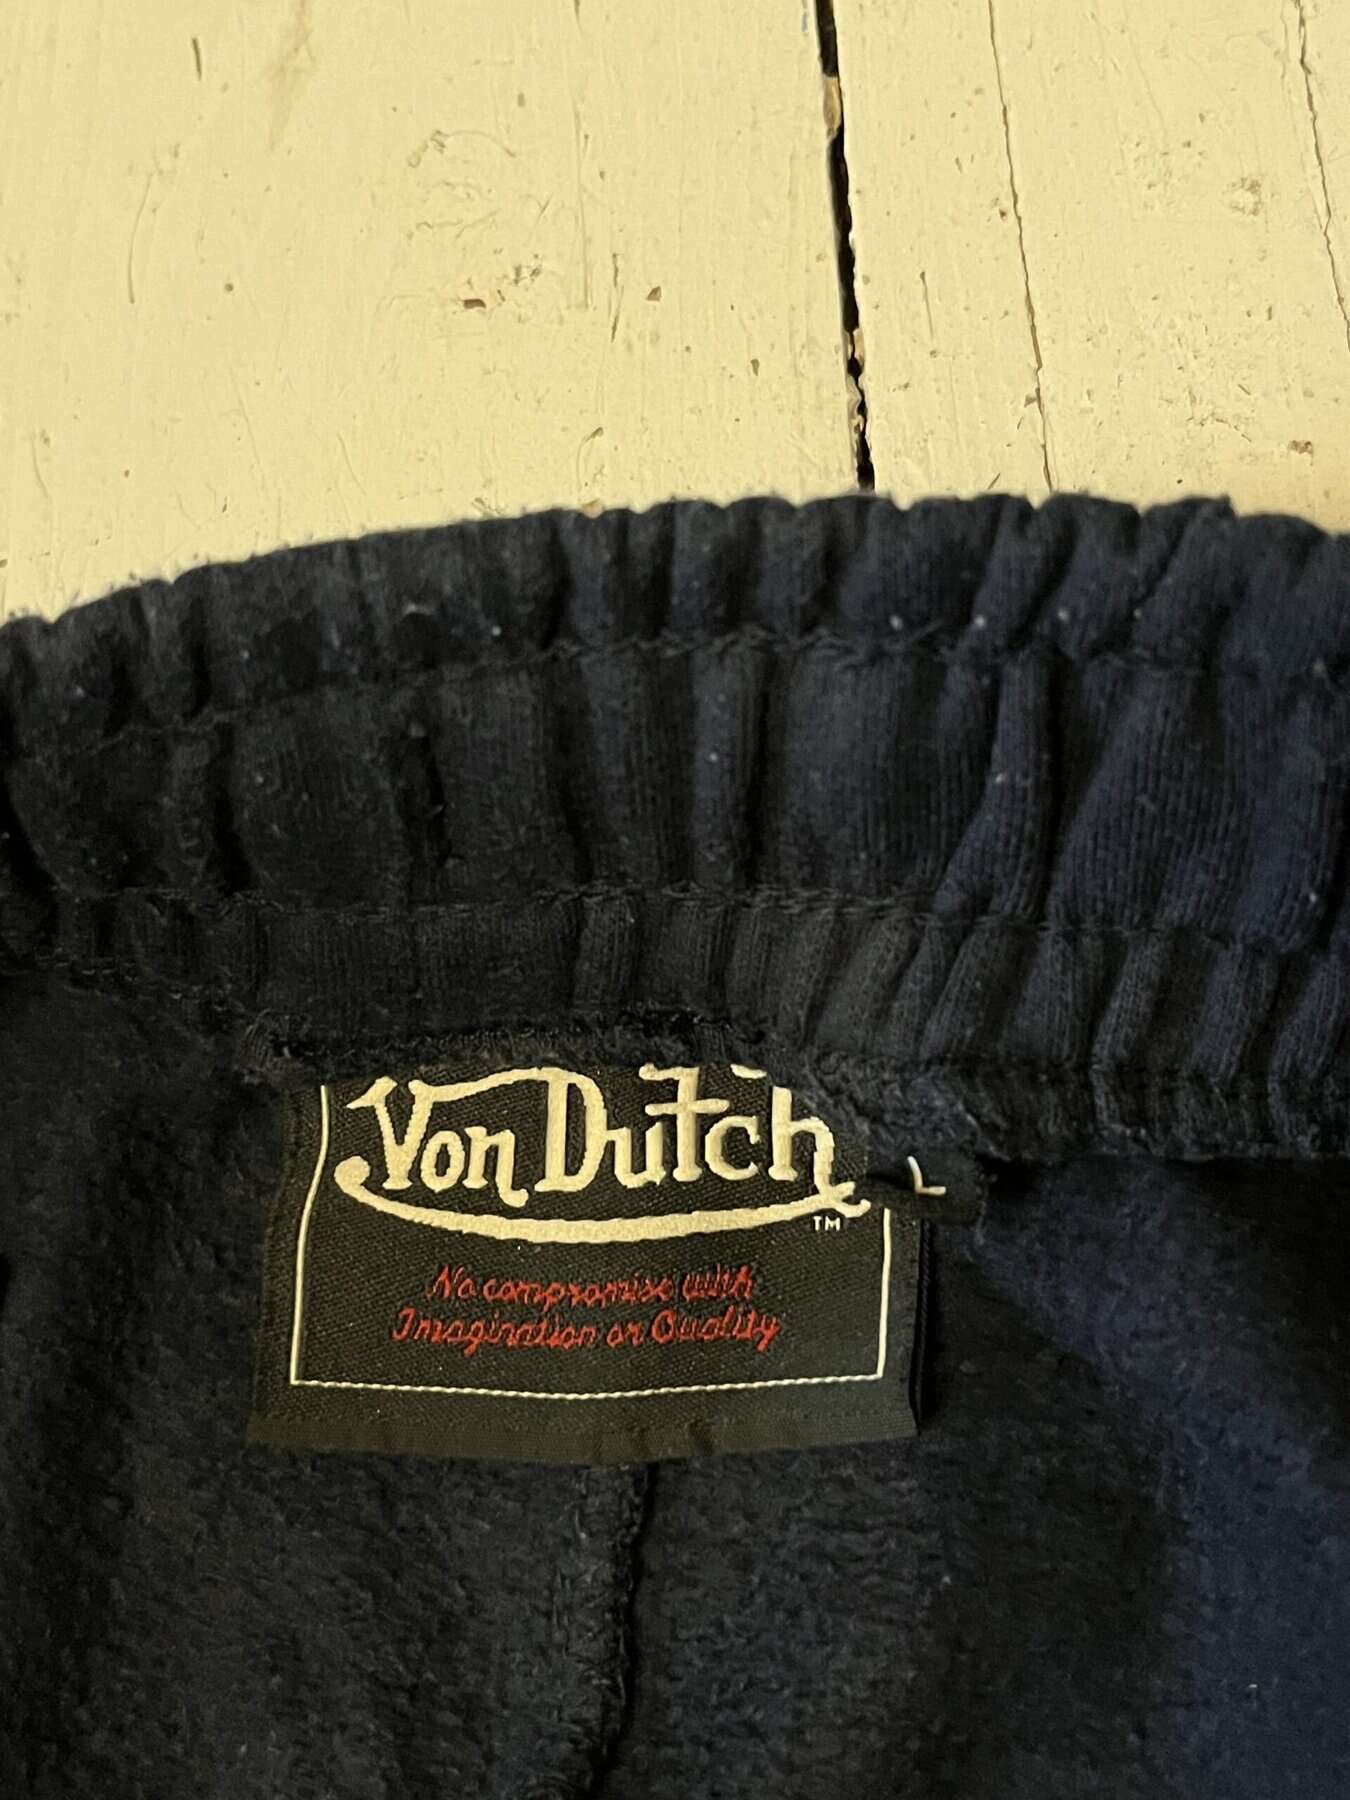 Von Dutch
TM
L
No compromise with
Imagination or Quality